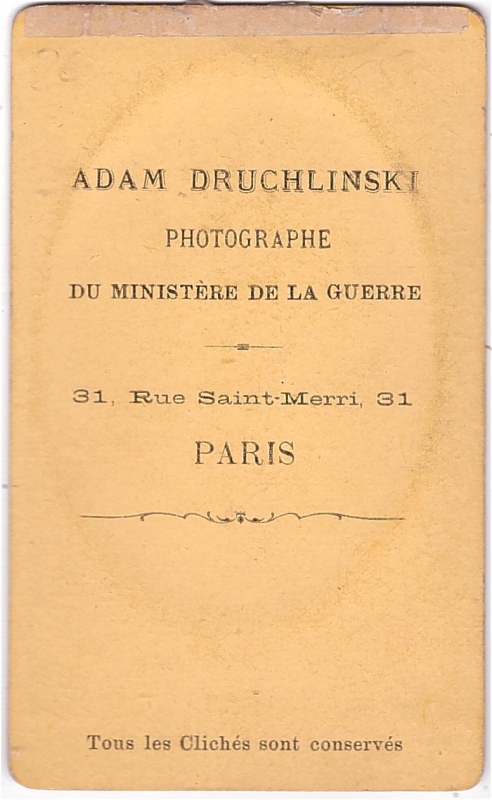 ADAM DRUCHLINSKI
PHOTOGRAPHE
DU MINISTÈRE DE LA GUERRE
31, Rue Saint-Merri, 31
PARIS
Tous les Clichés sont conservés